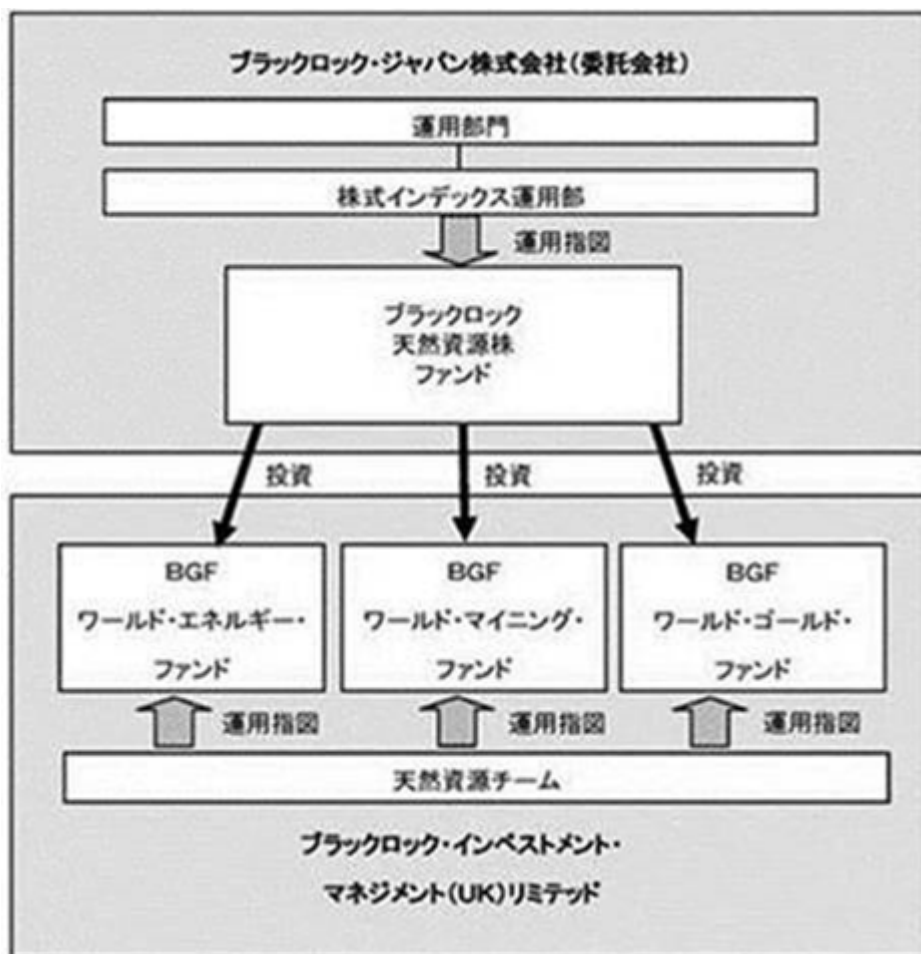 ブラックロック・ジャパン株式会社(委託会社)
運用部門
株式インデックス運用部
運用指図
ブラックロック
天然資源株
ファンド
投資 投資 投資
BGF
ワールド・エネルギー・
ファンド
BGF
ワールド・マイニング・
ファンド
BGF
ワールド・ゴールド・
ファンド
運用指図 運用指図 運用指図
天然資源チーム
ブラックロック・インベストメント・
マネジメント(UK)リミテッド